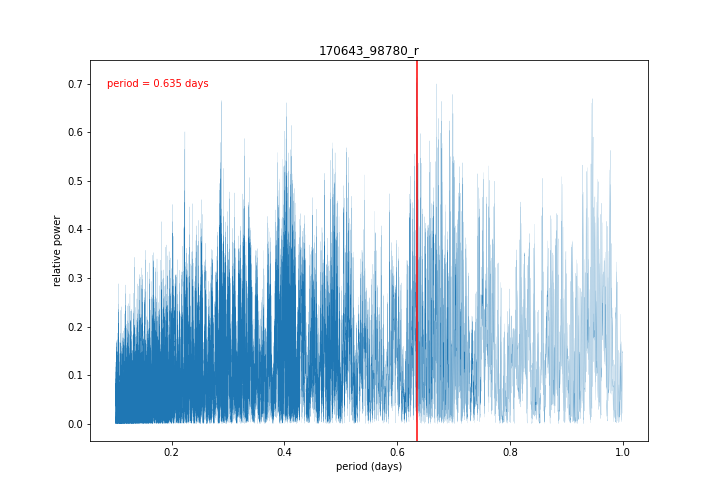 170643_98780_r
period = 0.635 days
relative power
0.7
0.6
0.5
0.4
0.3
0.2
0.1
0.0
0.2 0.4 0.6 0.8 1.0
period (days)